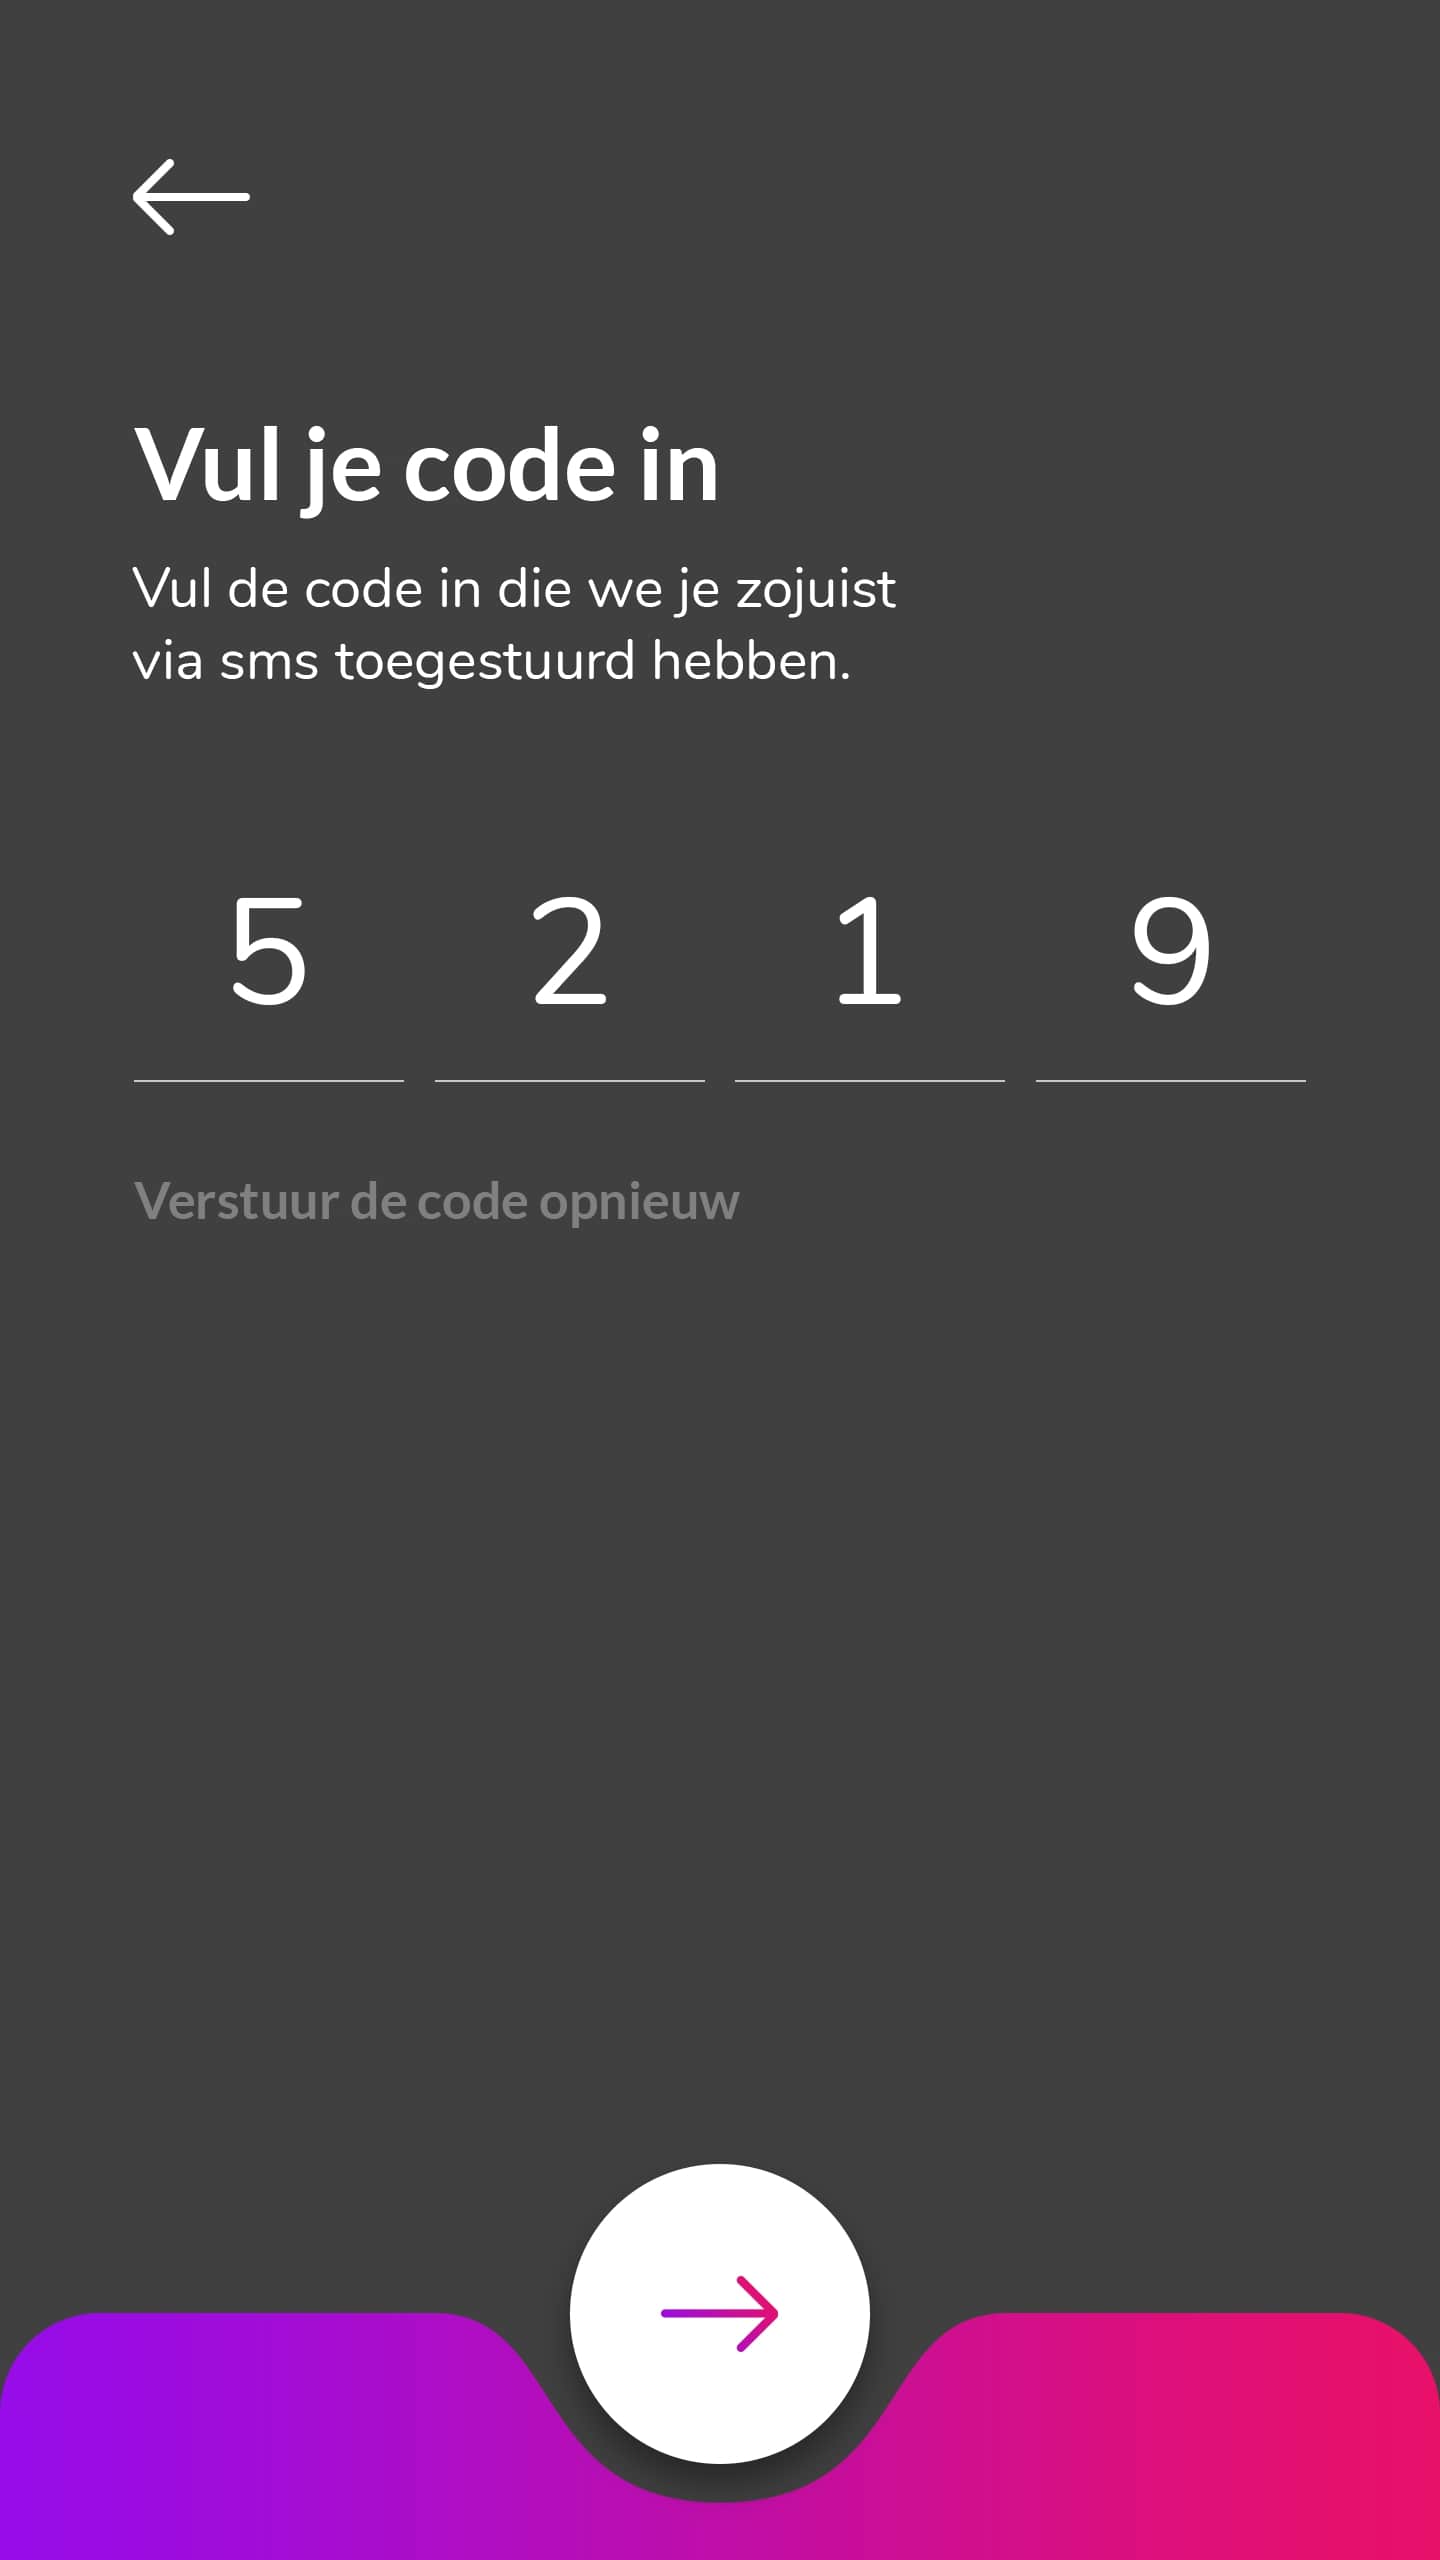 Vul je code in
Vul de code in die we je zojuist
via sms toegestuurd hebben.
5 2 1 9
Verstuur de code opnieuw